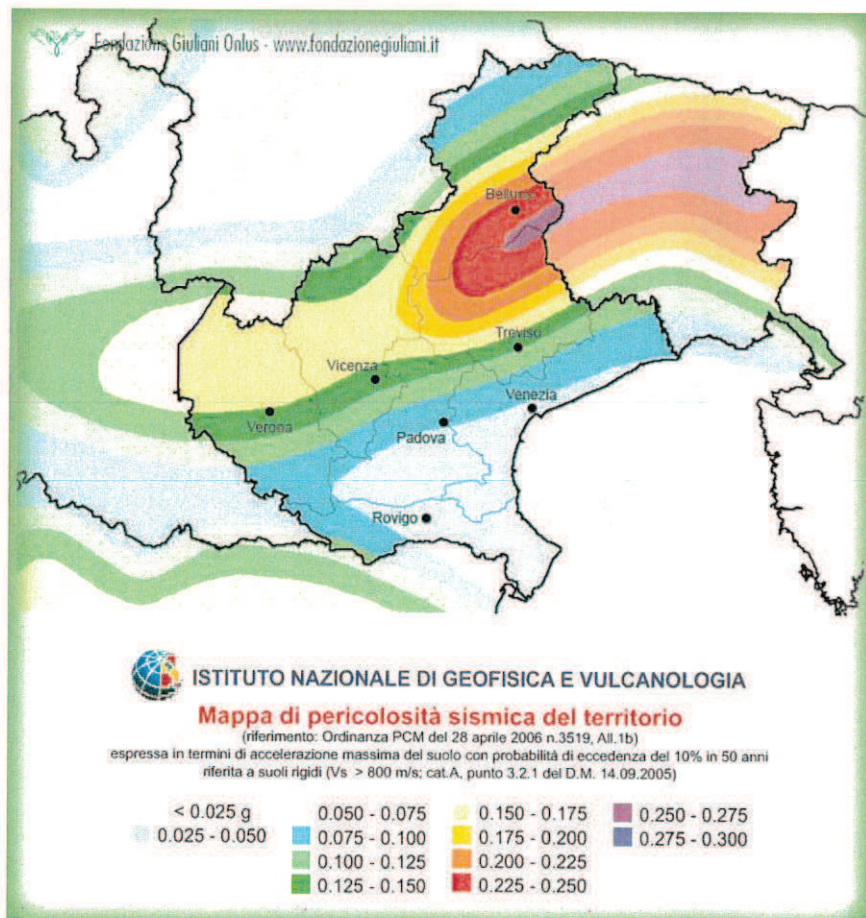 Fondazione Giuliani Onlus - www.fondazionegiuliani.it
Belluno
Treviso
Vicenza
Venezia
Verona
Padova
Rovigo
ISTITUTO NAZIONALE DI GEOFISICA E VULCANOLOGIA
Mappa di pericolosità sismica del territorio
(riferimento: Ordinanza PCM del 28 aprile 2006 n.3519, All.1b)
espressa in termini di accelerazione massima del suolo con probabilità di eccedenza del 10% in 50 anni
riferita a suoli rigidi (Vs > 800 m/s; cat.A, punto 3.2.1 del D.M. 14.09.2005)
< 0.025 g
0.025 - 0.050
0.050 - 0.075
0.075 - 0.100
0.100 - 0.125
0.125 - 0.150
0.150 - 0.175
0.175 - 0.200
0.200 - 0.225
0.225 - 0.250
0.250 - 0.275
0.275 - 0.300